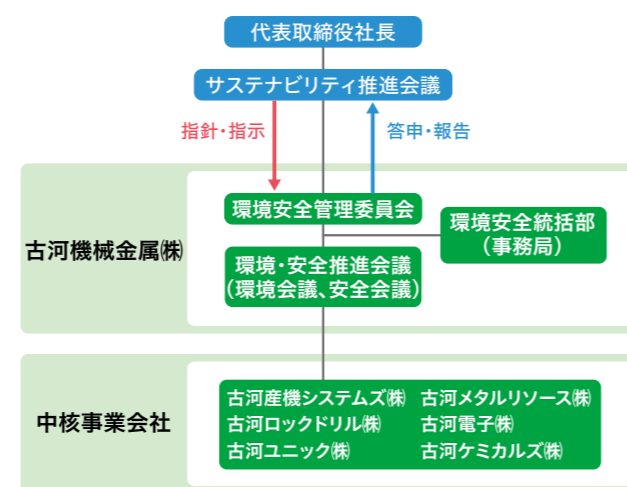 代表取締役社長
サステナビリティ推進会議
指針・指示
答申・報告
古河機械金属㈱
環境安全管理委員会
環境安全統括部
（事務局）
環境・安全推進会議
（環境会議、安全会議）
中核事業会社
古河産機システムズ㈱ 古河メタルリソース㈱
古河ロックドリル㈱ 古河電子㈱
古河ユニック㈱ 古河ケミカルズ㈱